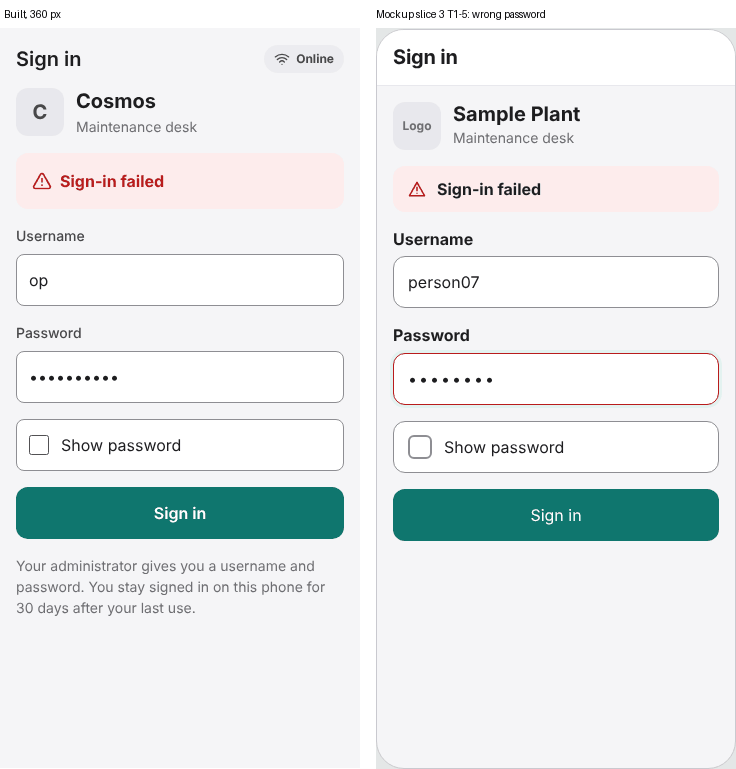 Built, 360 px
Sign in
Online
C
Cosmos
Maintenance desk
Sign-in failed
Username
op
Password
••••••••••
Show password
Sign in
Your administrator gives you a username and
password. You stay signed in on this phone for
30 days after your last use.
Mockup slice 3 T1-5: wrong password
Sign in
Logo
Sample Plant
Maintenance desk
Sign-in failed
Username
person07
Password
••••••••
Show password
Sign in